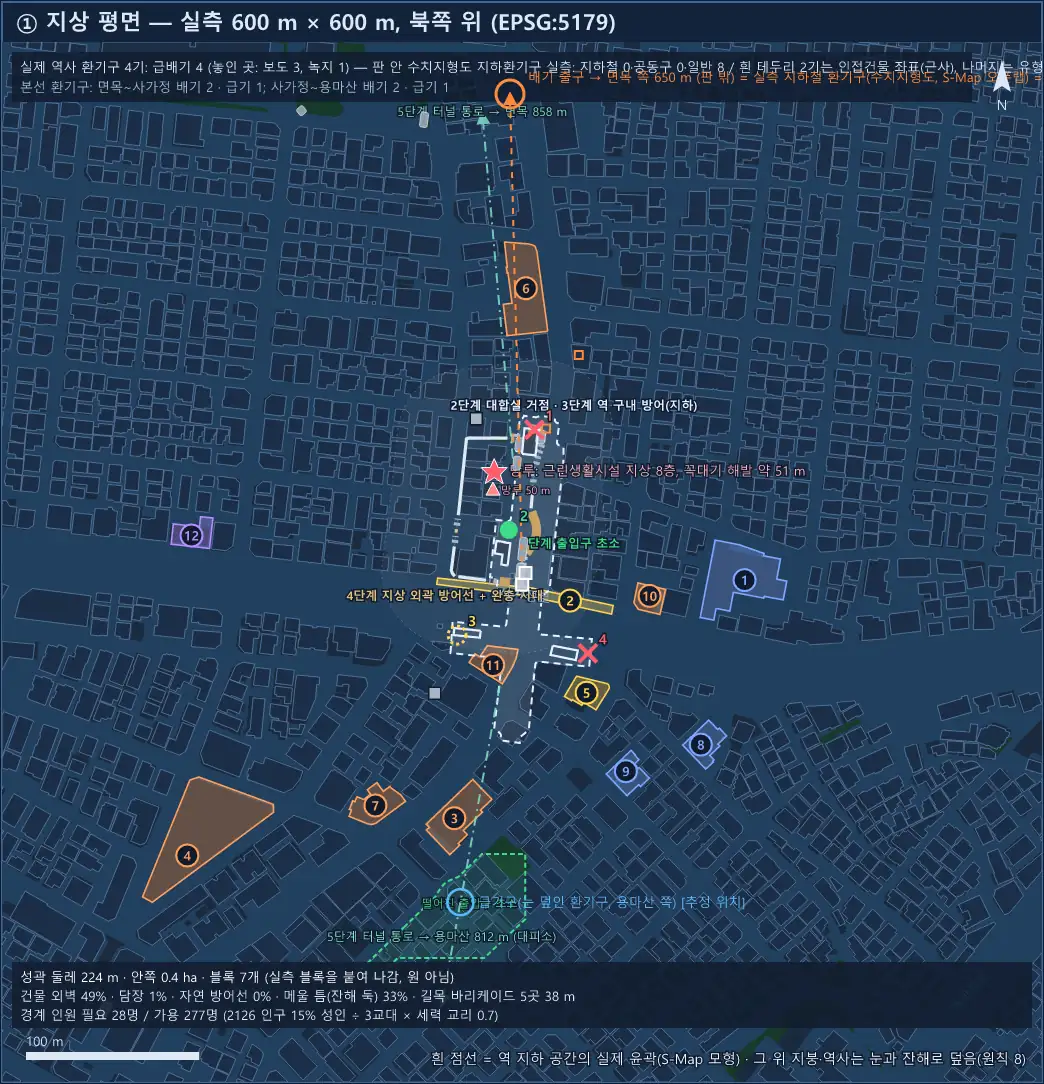 ① 지상 평면 — 실측 600 m × 600 m, 북쪽 위 (EPSG:5179)
실제 역사 환기구 4기: 급배기 4 (놓인 곳: 보도 3, 녹지 1) — 판 안 수치지형도 지하환기구 실측: 지하철 0·공동구 0·일반 8 / 흰 테두리 2기는 인접건물 좌표(근사), 나머지는 유형
본선 환기구: 면목~사가정 배기 2 · 급기 1; 사가정~용마산 배기 2 · 급기 1
배기 출구 → 면목 쪽 650 m (판 밖) = 실측 지하철 환기구(수치지형도, S-Map
N
5단계 터널 통로 → 면목 858 m
6
2단계 대합실 거점 · 3단계 역 구내 방어(지하)
1
망루: 근린생활시설 지상 8층, 꼭대기 해발 약 51 m
망루 50 m
2
12
단계 출입구 초소
1
4단계 지상 외곽 방어선 + 완충 지대
2
10
3
4
11
5
8
9
7
3
4
급기구(눈 덮인 환기구, 용마산 쪽) [추정 위치]
5단계 터널 통로 → 용마산 812 m (대피소)
성곽 둘레 224 m · 안쪽 0.4 ha · 블록 7개 (실측 블록을 붙여 나감, 원 아님)
건물 외벽 49% · 담장 1% · 자연 방어선 0% · 메울 틈(잔해 둑) 33% · 길목 바리케이드 5곳 38 m
경계 인원 필요 28명 / 가용 277명 (2126 인구 15% 성인 ÷ 3교대 × 세력 교리 0.7)
100 m
흰 점선 = 역 지하 공간의 실제 윤곽(S-Map 모형) · 그 위 지붕·역사는 눈과 잔해로 덮음(원칙 8)